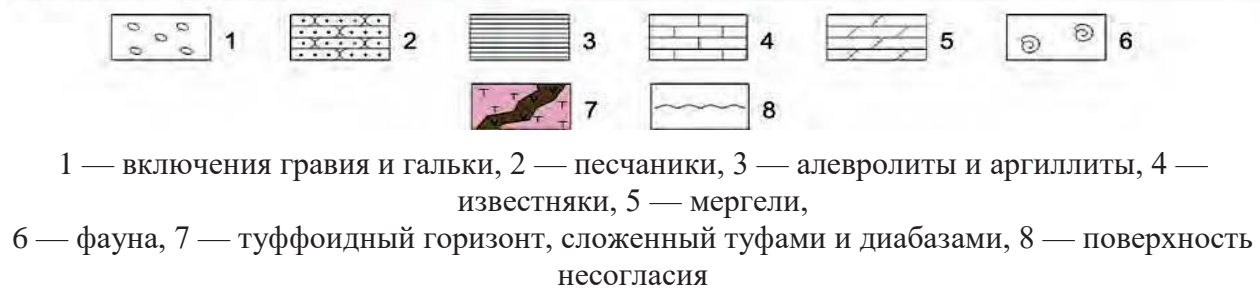 1 2 3 4 5 6
7 8
1 — включения гравия и гальки, 2 — песчаники, 3 — алевролиты и аргиллиты, 4 —
известняки, 5 — мергели,
6 — фауна, 7 — туффоидный горизонт, сложенный туфами и диабазами, 8 — поверхность
несогласия